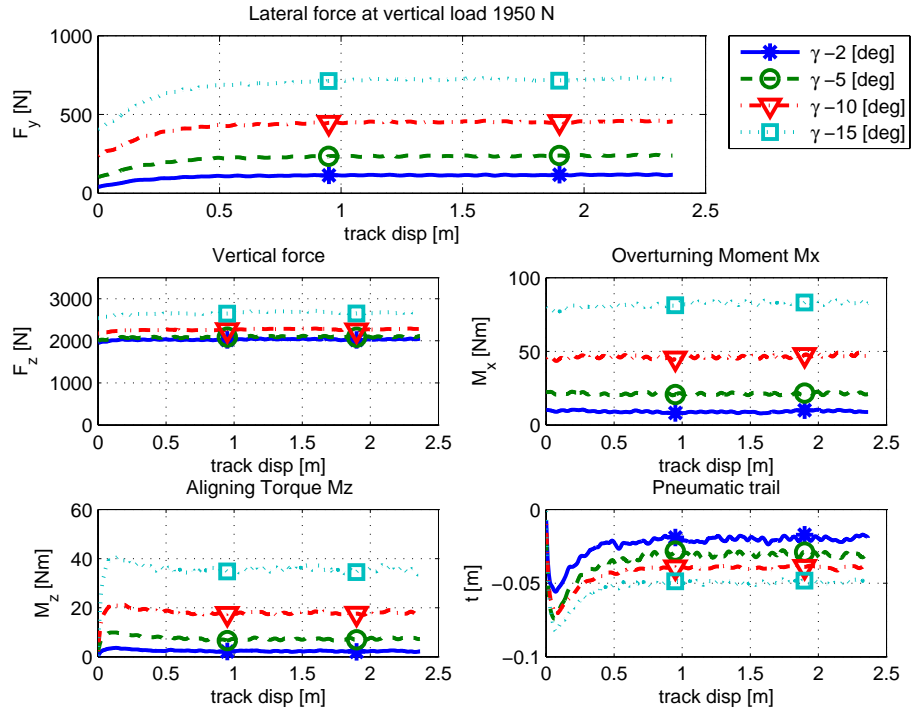 Lateral force at vertical load 1950 N
1000
500
0
F_y [N]
0 0.5 1 1.5 2 2.5
track disp [m]
γ −2 [deg]
γ −5 [deg]
γ −10 [deg]
γ −15 [deg]
Vertical force
3000
2000
1000
0
F_z [N]
0 0.5 1 1.5 2 2.5
track disp [m]
Overturning Moment Mx
100
50
0
M_x [Nm]
0 0.5 1 1.5 2 2.5
track disp [m]
Aligning Torque Mz
60
40
20
0
M_z [Nm]
0 0.5 1 1.5 2 2.5
track disp [m]
Pneumatic trail
0
−0.05
−0.1
t [m]
0 0.5 1 1.5 2 2.5
track disp [m]